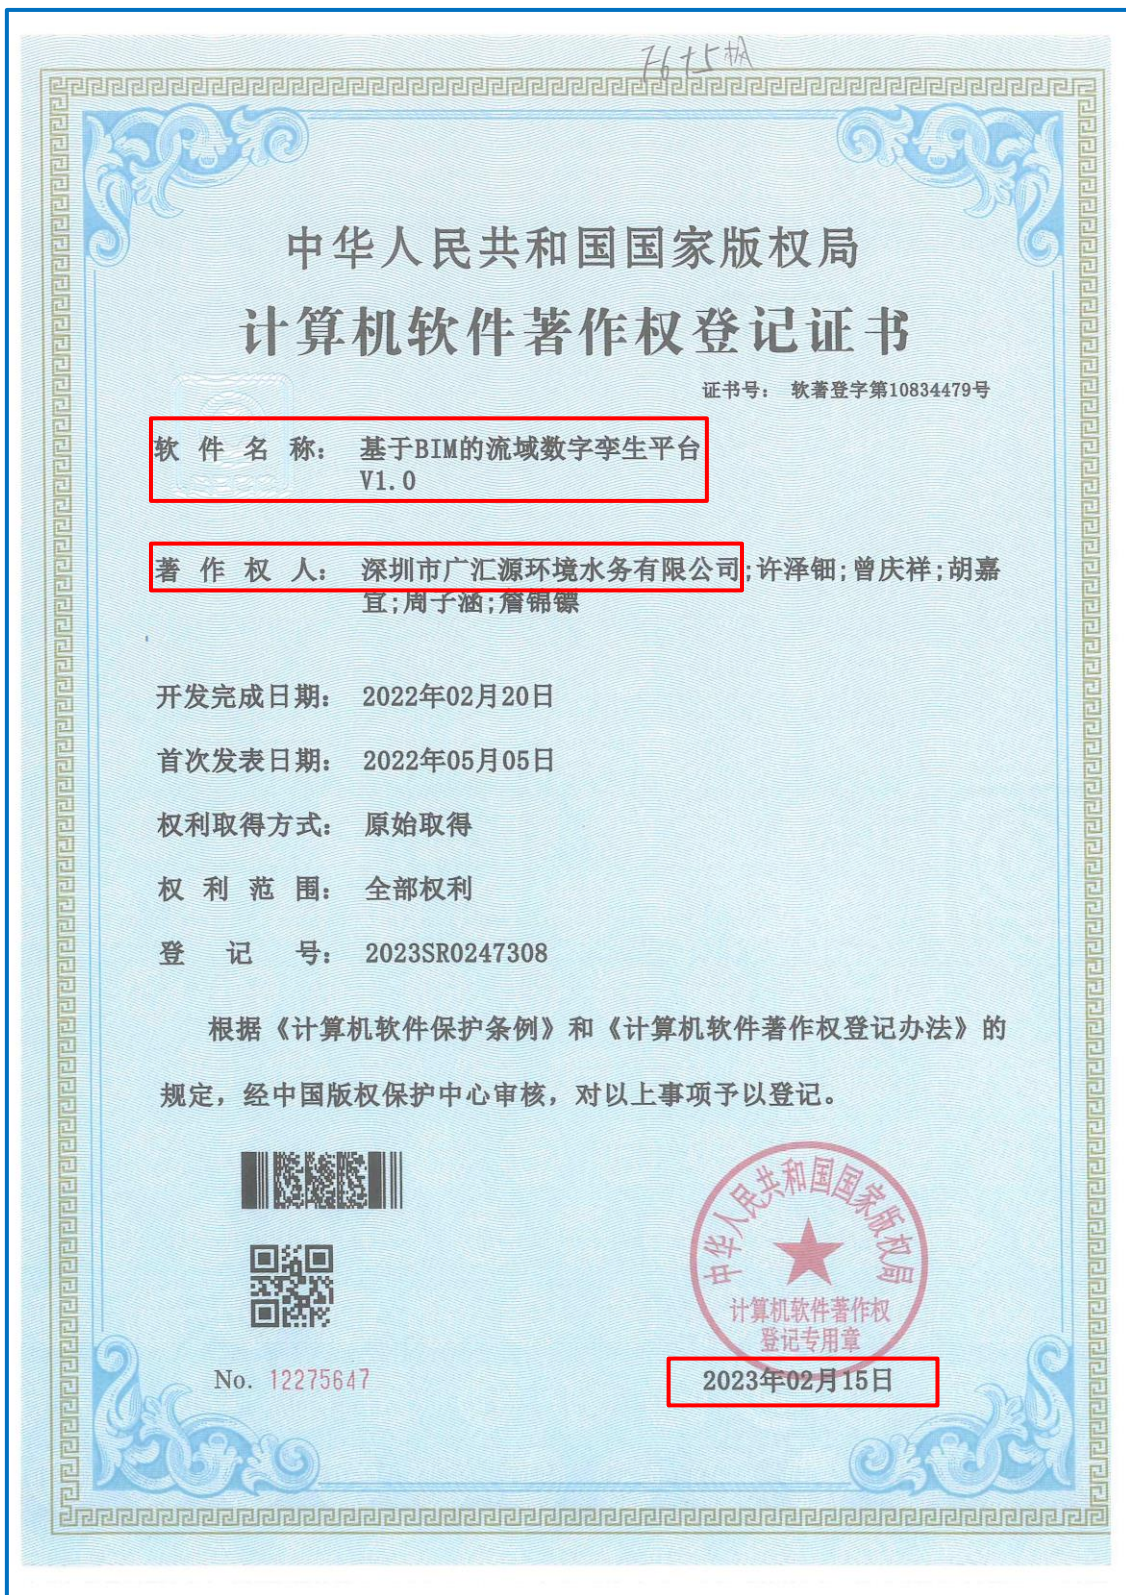 中华人民共和国国家版权局
计算机软件著作权登记证书
证书号： 软著登字第10834479号
软 件 名 称： 基于BIM的流域数字孪生平台
V1.0
著 作 权 人： 深圳市广汇源环境水务有限公司;许泽钿;曾庆祥;胡嘉
宜;周子涵;詹锦镖
开发完成日期： 2022年02月20日
首次发表日期： 2022年05月05日
权利取得方式： 原始取得
权 利 范 围： 全部权利
登 记 号： 2023SR0247308
根据《计算机软件保护条例》和《计算机软件著作权登记办法》的
规定，经中国版权保护中心审核，对以上事项予以登记。
中华人民共和国国家版权局
计算机软件著作权
登记专用章
No. 12275647
2023年02月15日